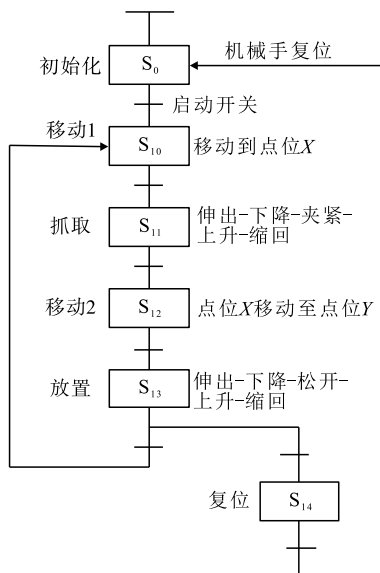 机械手复位
初始化 S₀
启动开关
移动1
S₁₀ 移动到点位X
抓取 S₁₁ 伸出-下降-夹紧-
上升-缩回
移动2 S₁₂ 点位X移动至点位Y
放置 S₁₃ 伸出-下降-松开-
上升-缩回
复位 S₁₄